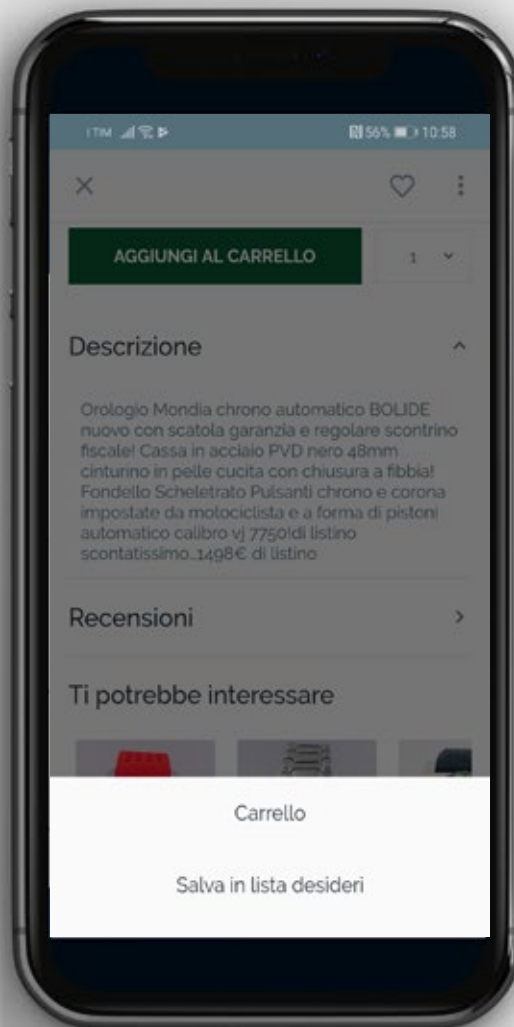 I TIM 56% 10:58
AGGIUNGI AL CARRELLO 1
Descrizione
Orologio Mondia chrono automatico BOLIDE
nuovo con scatola garanzia e regolare scontrino
fiscale! Cassa in acciaio PVD nero 48mm
cinturino in pelle cucita con chiusura a fibbia!
Fondello Scheletrato Pulsanti chrono e corona
impostate da motociclista e a forma di pistoni
automatico calibro vj 7750!di listino
scontatissimo...1498€ di listino
Recensioni
Ti potrebbe interessare
Carrello
Salva in lista desideri